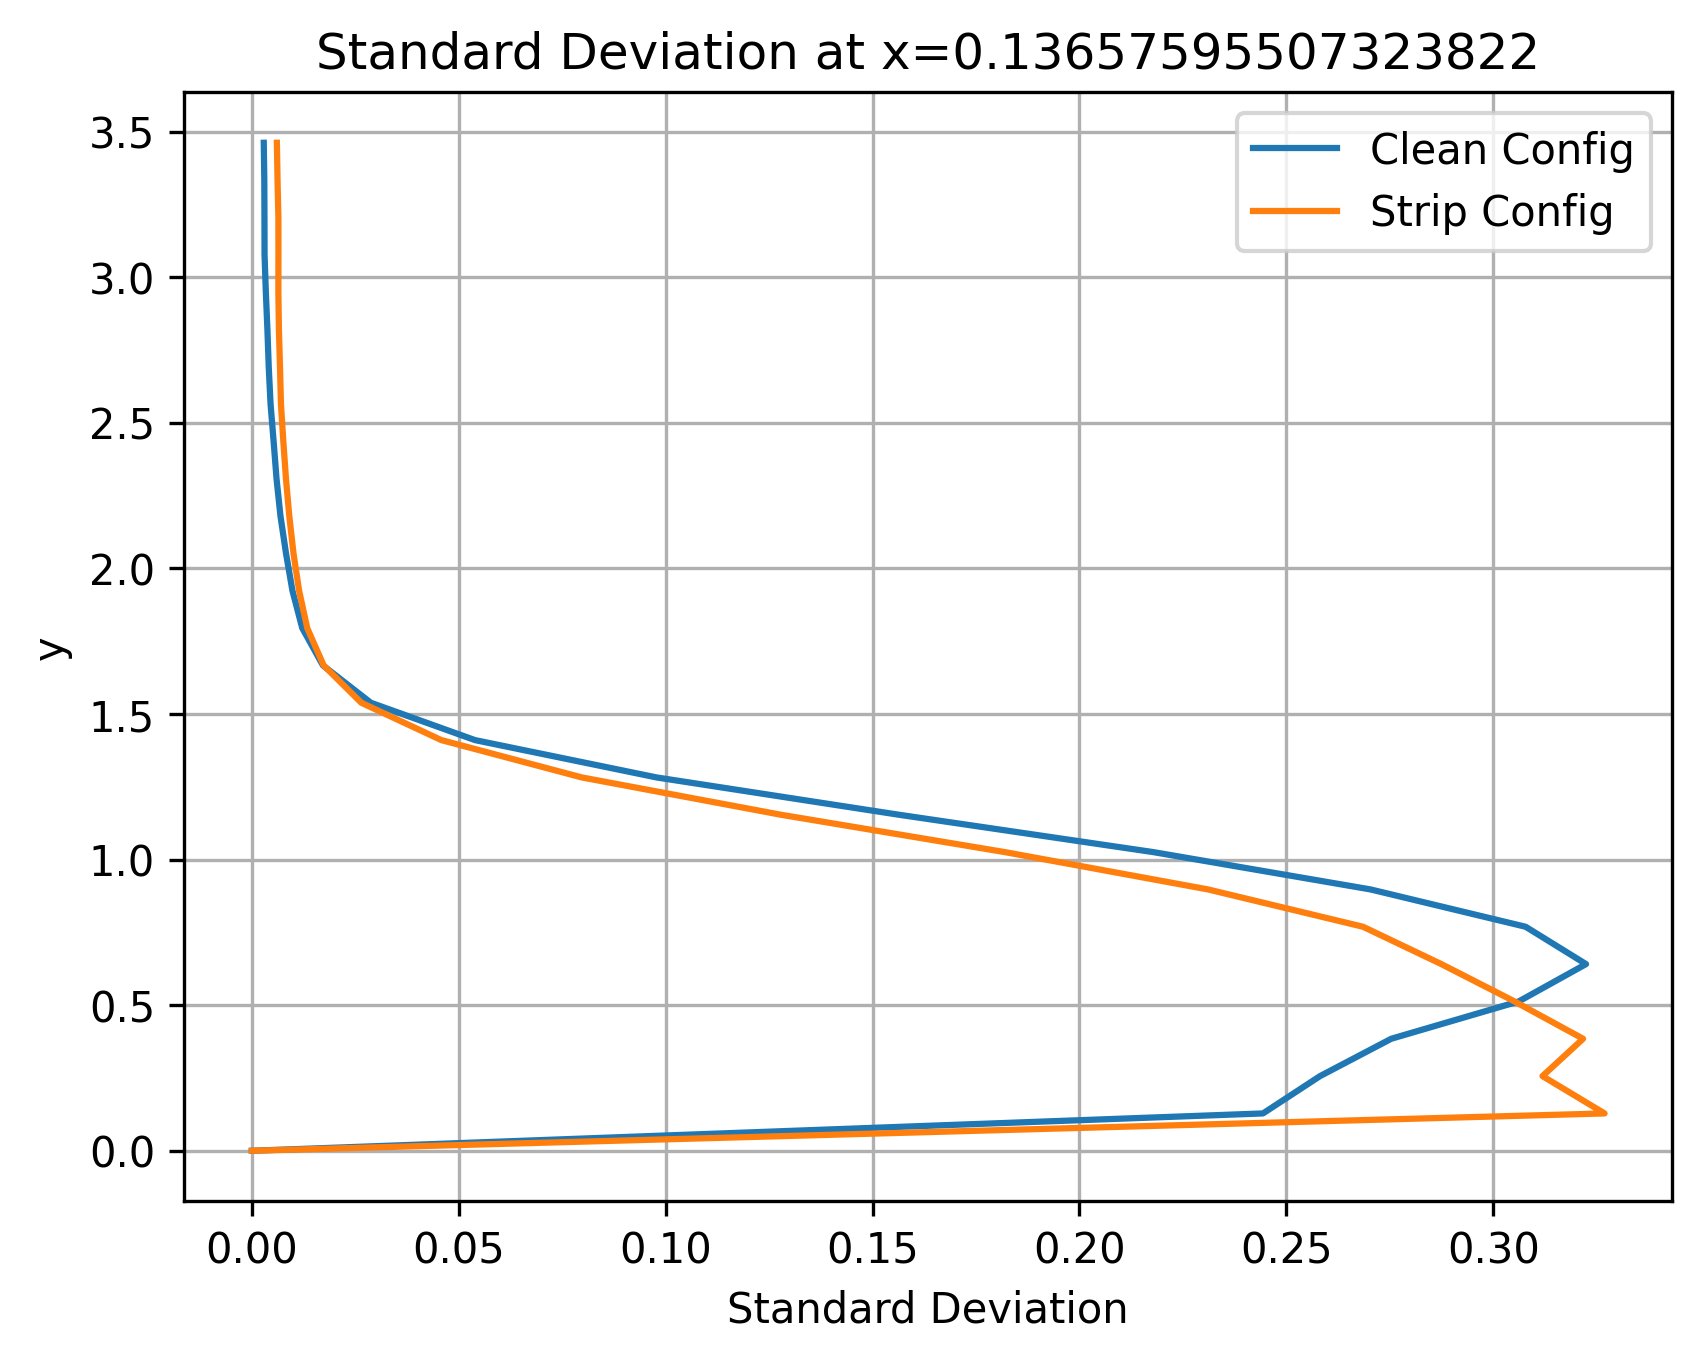 Standard Deviation at x=0.13657595507323822
Clean Config
Strip Config
3.5
3.0
2.5
2.0
1.5
1.0
0.5
0.0
y
0.00 0.05 0.10 0.15 0.20 0.25 0.30
Standard Deviation